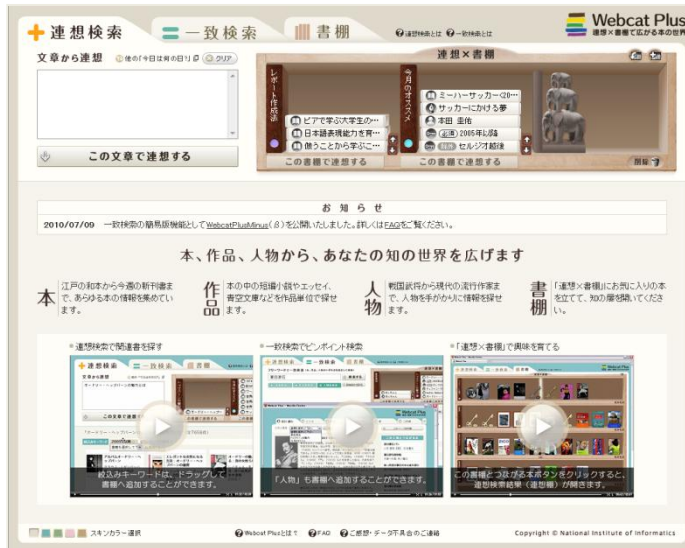 連想検索
一致検索
書棚
連想検索とは
一致検索とは
Webcat Plus
連想×書棚で広がる本の世界
文章から連想
他の「今日は何の日?」
クリア
この文章で連想する
連想×書棚
レポート作成法
ピアで学ぶ大学生の…
日本語表現能力を育…
倣うことから学ぶこ…
この書棚で連想する
今月のオススメ
ミーハーサッカー<20…
サッカーにかける夢
本田 圭佑
必須 2005年以降
除外 セルジオ越後
この書棚で連想する
削除
お知らせ
2010/07/09 一致検索の簡易版機能としてWebcatPlusMinus(β)を公開いたしました。詳しくはFAQをご覧ください。
本、作品、人物から、あなたの知の世界を広げます
本
江戸の和本から今週の新刊書ま
で、あらゆる本の情報を集めてい
ます。
作品
本の中の短編小説やエッセイ、
青空文庫などを作品単位で探せ
ます。
人物
戦国武将から現代の流行作家ま
で、人物を手がかりに情報を探せ
ます。
書棚
「連想×書棚」にお気に入りの本
を立てて、知の扉を開いてくださ
い。
連想検索で関連書を探す
一致検索でピンポイント検索
「連想×書棚」で興味を育てる
絞込みキーワードは、ドラッグして
書棚へ追加することができます。
「人物」も書棚へ追加することができます。
この書棚とつながる本ボタンをクリックすると、
連想検索結果（連想棚）が開きます。
スキンカラー選択
Webcat Plusとは?
FAQ
ご感想・データ不具合のご連絡
Copyright © National Institute of Informatics